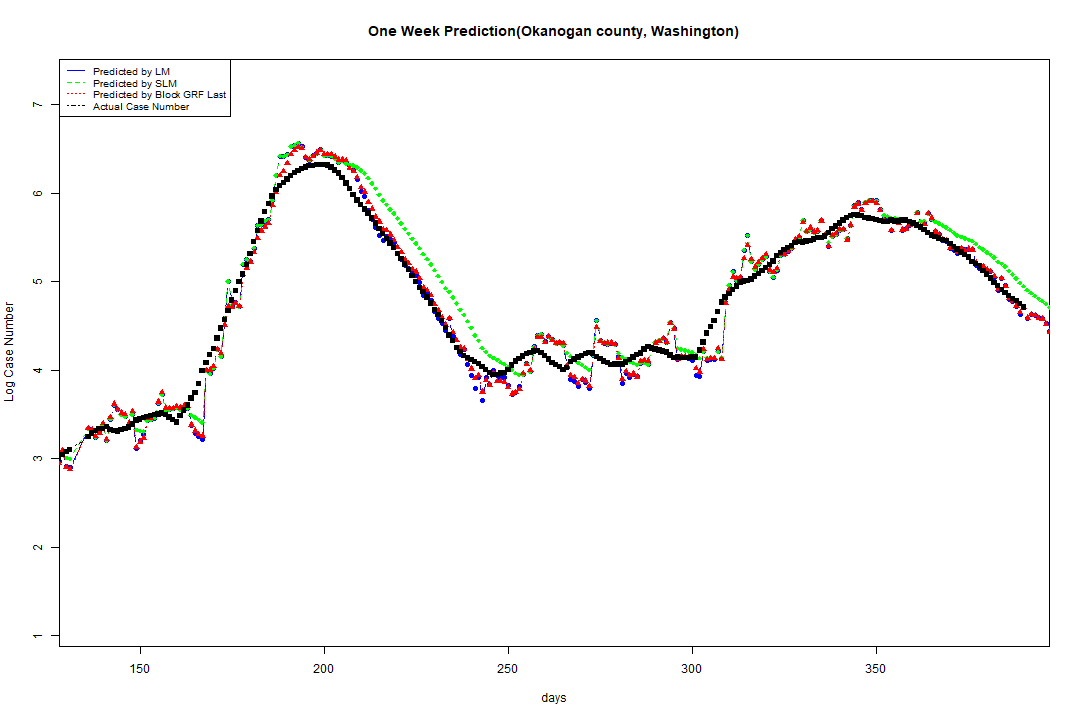 One Week Prediction(Okanogan county, Washington)
Predicted by LM
Predicted by SLM
Predicted by Block GRF Last
Actual Case Number
7
6
5
4
3
2
1
Log Case Number
150 200 250 300 350
days